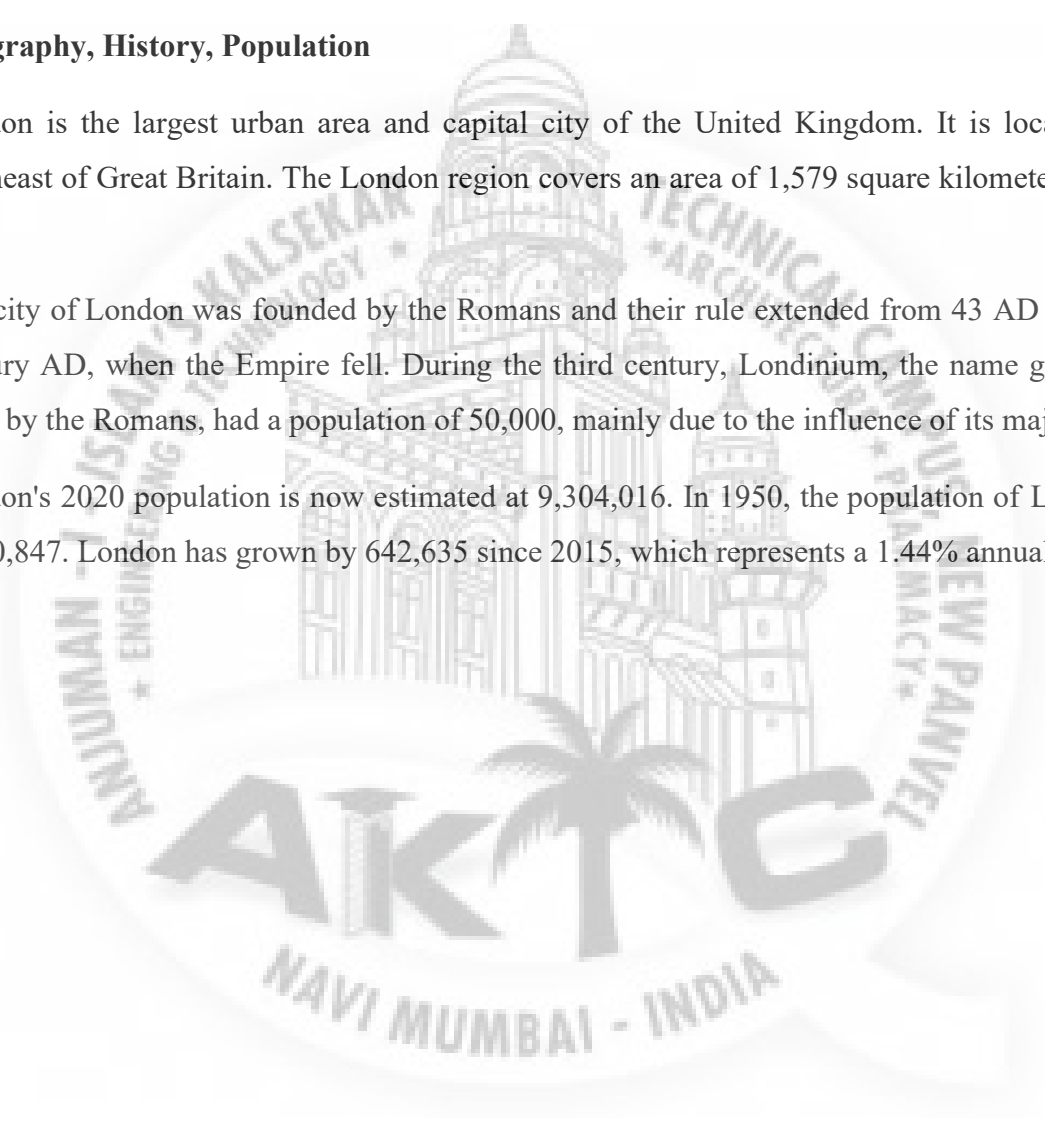 graphy, History, Population
on is the largest urban area and capital city of the United Kingdom. It is loca
east of Great Britain. The London region covers an area of 1,579 square kilomete
city of London was founded by the Romans and their rule extended from 43 AD
ry AD, when the Empire fell. During the third century, Londinium, the name g
by the Romans, had a population of 50,000, mainly due to the influence of its maj
on's 2020 population is now estimated at 9,304,016. In 1950, the population of L
0,847. London has grown by 642,635 since 2015, which represents a 1.44% annual
ANJUMAN - I - ISLAM'S KALSEKAR TECHNICAL CAMPUS, NEW PANVEL
* ENGINEERING & TECHNOLOGY * *ARCHITECTURE * PHARMACY *
AKTC
NAVI MUMBAI - INDIA